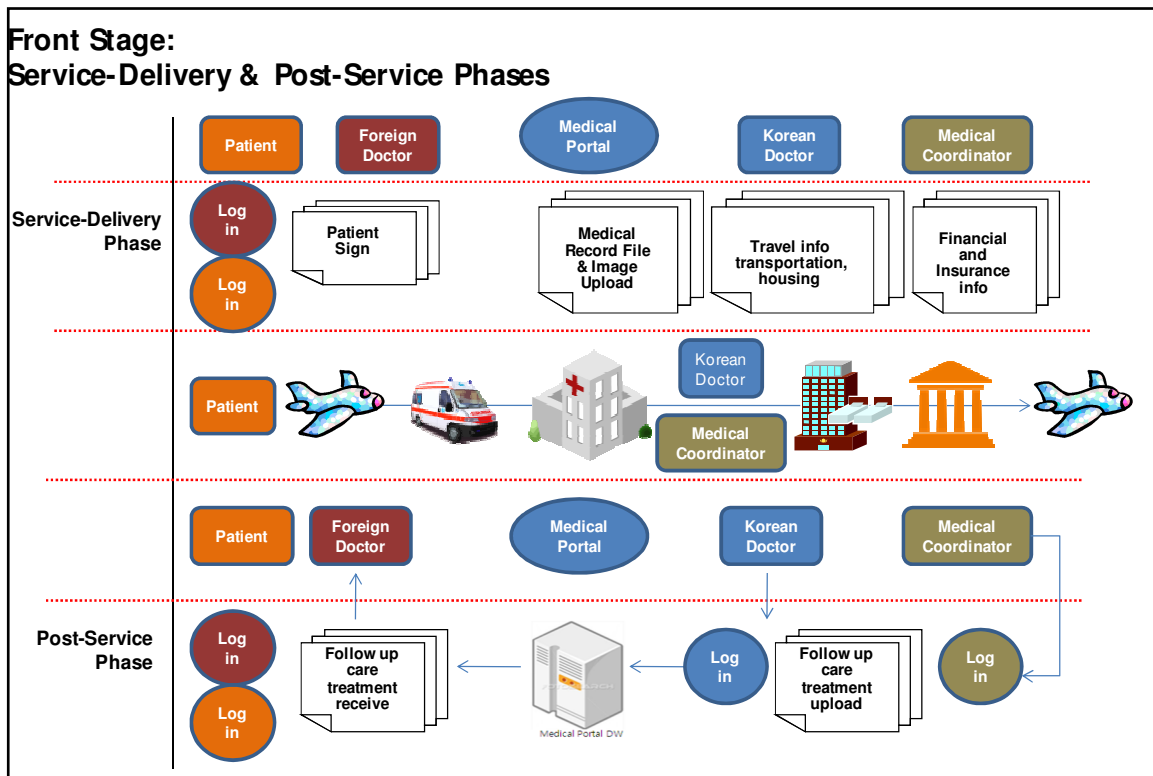 Front Stage:
Service-Delivery & Post-Service Phases
Patient
Foreign
Doctor
Medical
Portal
Korean
Doctor
Medical
Coordinator
Service-Delivery
Phase
Log
in
Log
in
Patient
Sign
Medical
Record File
& Image
Upload
Travel info
transportation,
housing
Financial
and
Insurance
info
Patient
Korean
Doctor
Medical
Coordinator
Patient
Foreign
Doctor
Medical
Portal
Korean
Doctor
Medical
Coordinator
Post-Service
Phase
Log
in
Log
in
Follow up
care
treatment
receive
Medical Portal DW
Log
in
Follow up
care
treatment
upload
Log
in